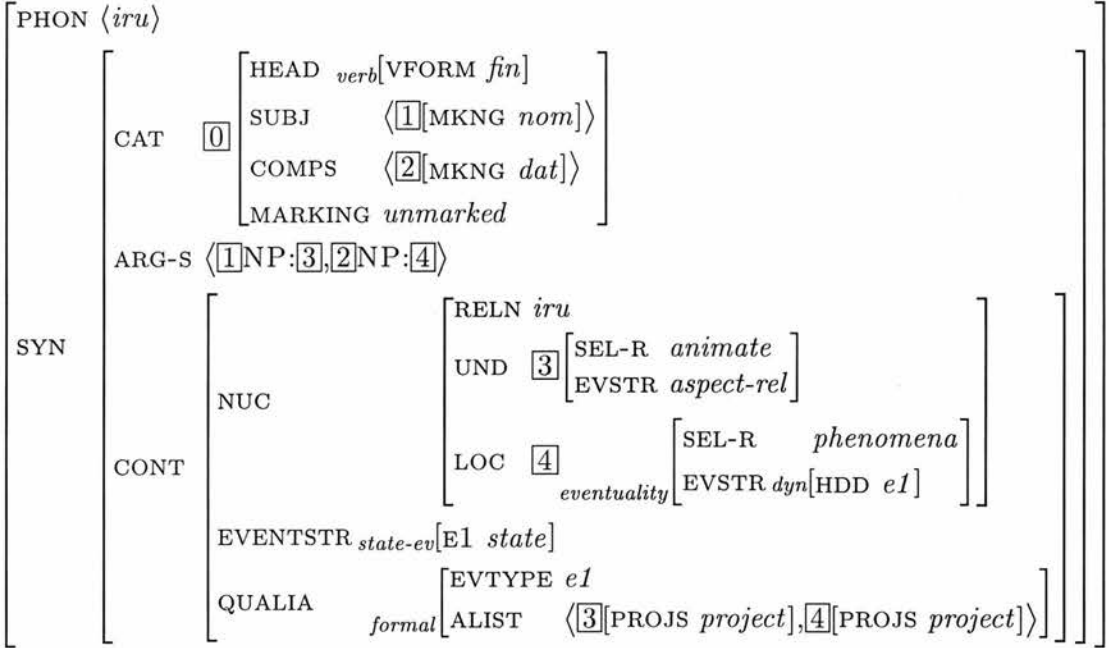 PHON ⟨iru⟩
HEAD verb[VFORM fin]
SUBJ ⟨1[MKNG nom]⟩
CAT 0
COMPS ⟨2[MKNG dat]⟩
MARKING unmarked
ARG-S ⟨1NP:3,2NP:4⟩
RELN iru
SYN
UND 3[SEL-R animate
EVSTR aspect-rel]
NUC
SEL-R phenomena
CONT
LOC 4
eventuality[EVSTR dyn[HDD e1]]
EVENTSTR state-ev[E1 state]
EVTYPE e1
QUALIA
formal[ALIST ⟨3[PROJS project],4[PROJS project]⟩]